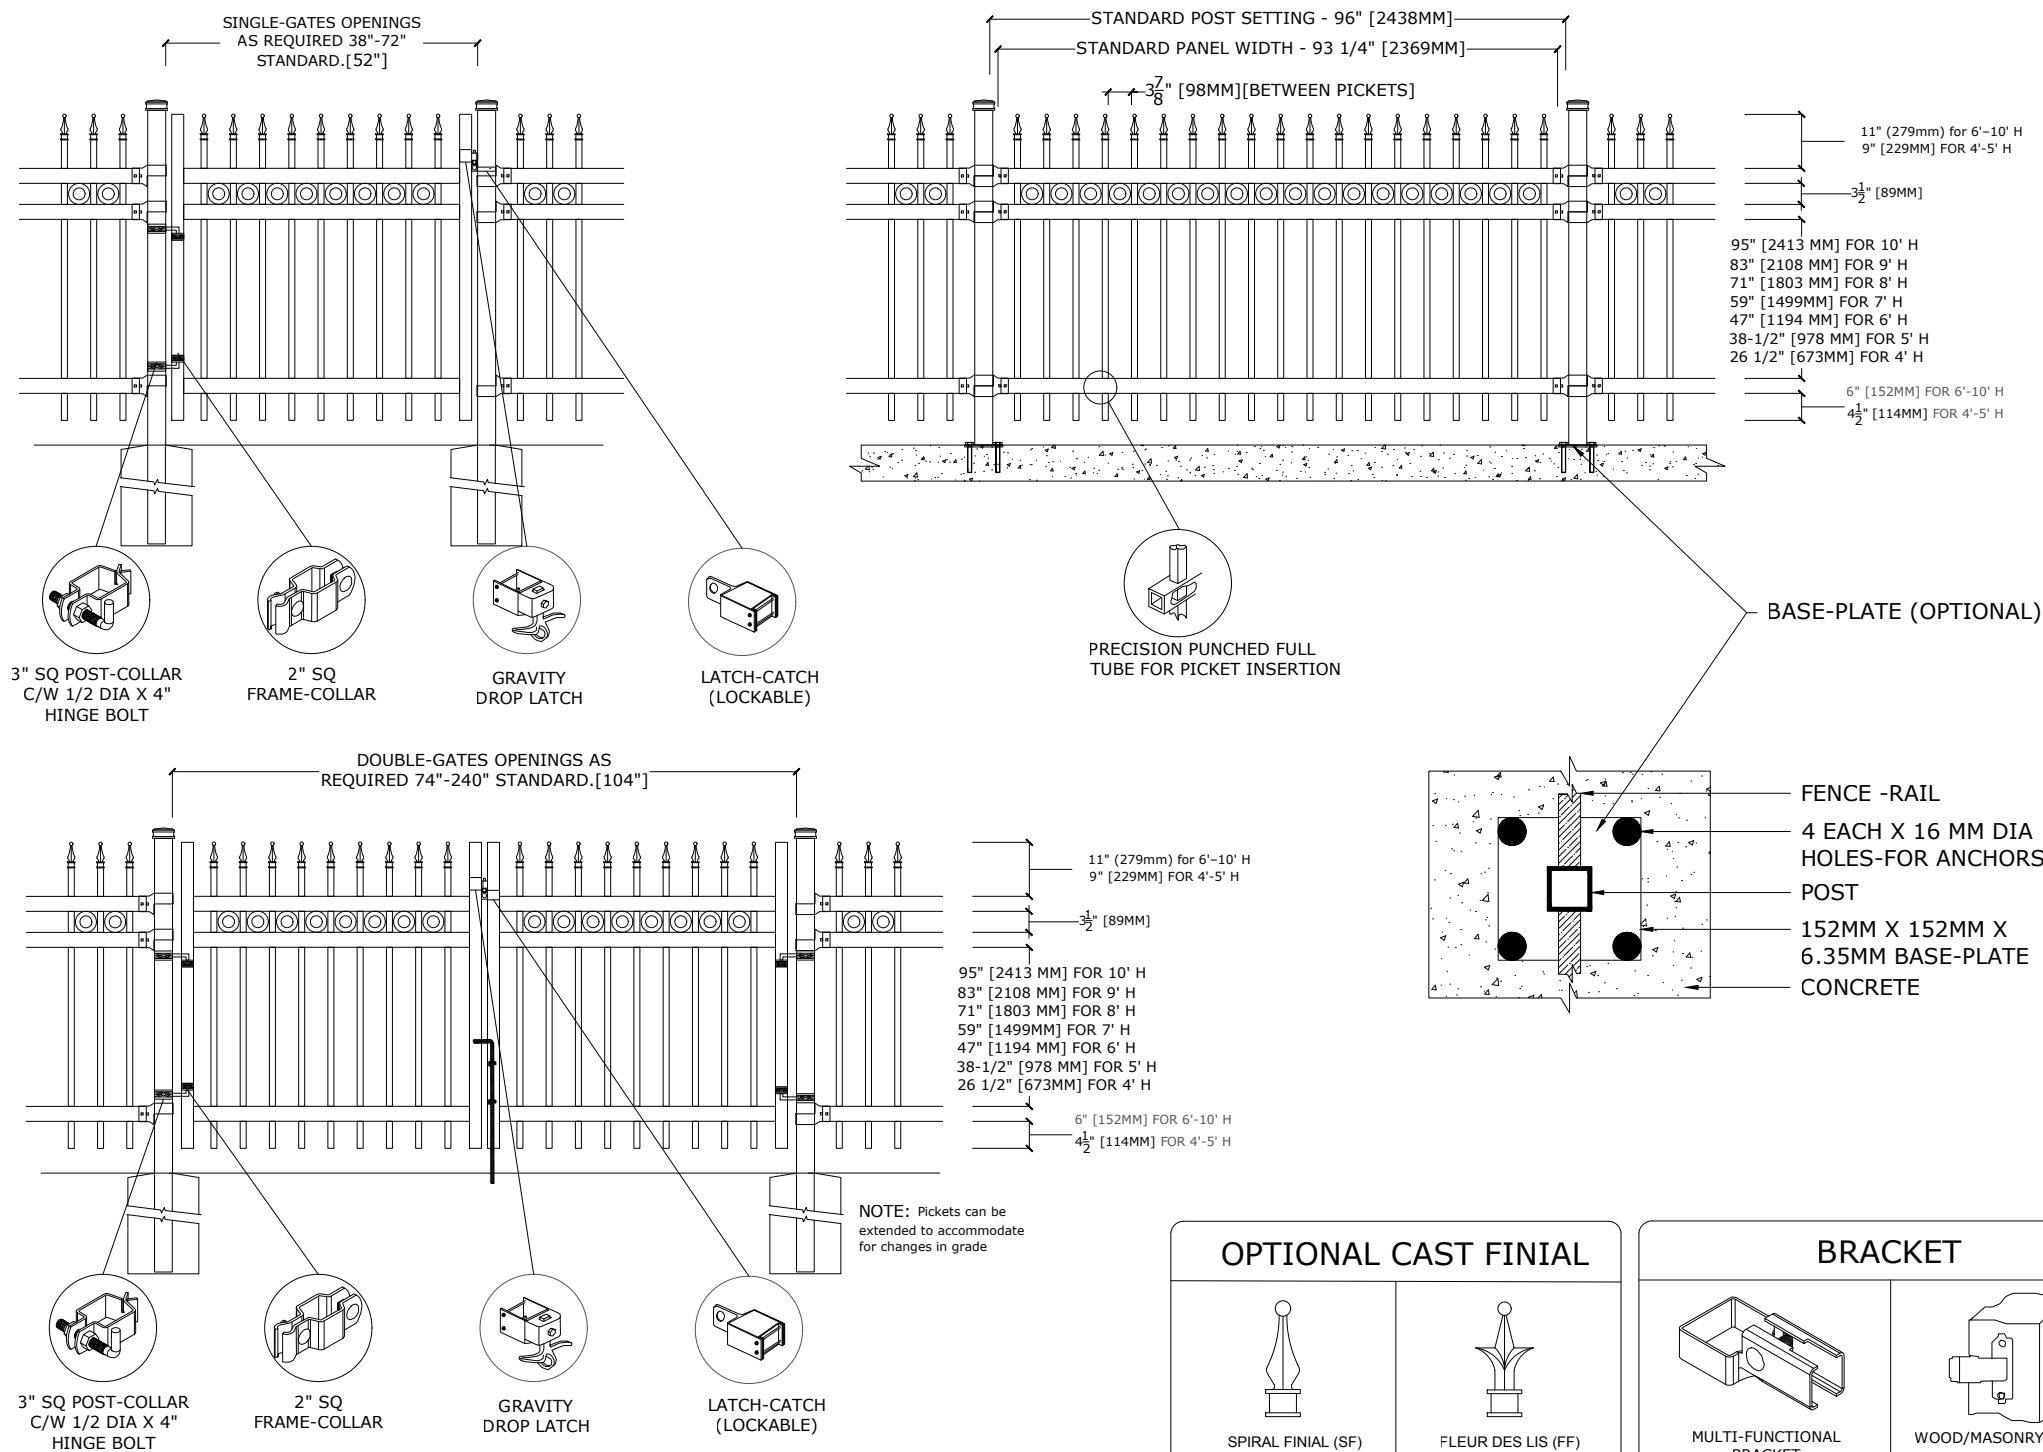 SINGLE-GATES OPENINGS
AS REQUIRED 38"-72"
STANDARD.[52"]
STANDARD POST SETTING - 96" [2438MM]
STANDARD PANEL WIDTH - 93 1/4" [2369MM]
3 7/8" [98MM][BETWEEN PICKETS]
11" (279mm) for 6'–10' H
9" [229MM] FOR 4'-5' H
3 1/2" [89MM]
95" [2413 MM] FOR 10' H
83" [2108 MM] FOR 9' H
71" [1803 MM] FOR 8' H
59" [1499MM] FOR 7' H
47" [1194 MM] FOR 6' H
38-1/2" [978 MM] FOR 5' H
26 1/2" [673MM] FOR 4' H
6" [152MM] FOR 6'-10' H
4 1/2" [114MM] FOR 4'-5' H
3" SQ POST-COLLAR
C/W 1/2 DIA X 4"
HINGE BOLT
2" SQ
FRAME-COLLAR
GRAVITY
DROP LATCH
LATCH-CATCH
(LOCKABLE)
PRECISION PUNCHED FULL
TUBE FOR PICKET INSERTION
BASE-PLATE (OPTIONAL)
FENCE -RAIL
4 EACH X 16 MM DIA
HOLES-FOR ANCHORS
POST
152MM X 152MM X
6.35MM BASE-PLATE
CONCRETE
DOUBLE-GATES OPENINGS AS
REQUIRED 74"-240" STANDARD.[104"]
11" (279mm) for 6'–10' H
9" [229MM] FOR 4'-5' H
3 1/2" [89MM]
95" [2413 MM] FOR 10' H
83" [2108 MM] FOR 9' H
71" [1803 MM] FOR 8' H
59" [1499MM] FOR 7' H
47" [1194 MM] FOR 6' H
38-1/2" [978 MM] FOR 5' H
26 1/2" [673MM] FOR 4' H
6" [152MM] FOR 6'-10' H
4 1/2" [114MM] FOR 4'-5' H
NOTE: Pickets can be
extended to accommodate
for changes in grade
3" SQ POST-COLLAR
C/W 1/2 DIA X 4"
HINGE BOLT
2" SQ
FRAME-COLLAR
GRAVITY
DROP LATCH
LATCH-CATCH
(LOCKABLE)
OPTIONAL CAST FINIAL
SPIRAL FINIAL (SF)
FLEUR DES LIS (FF)
BRACKET
MULTI-FUNCTIONAL
BRACKET
WOOD/MASONRY